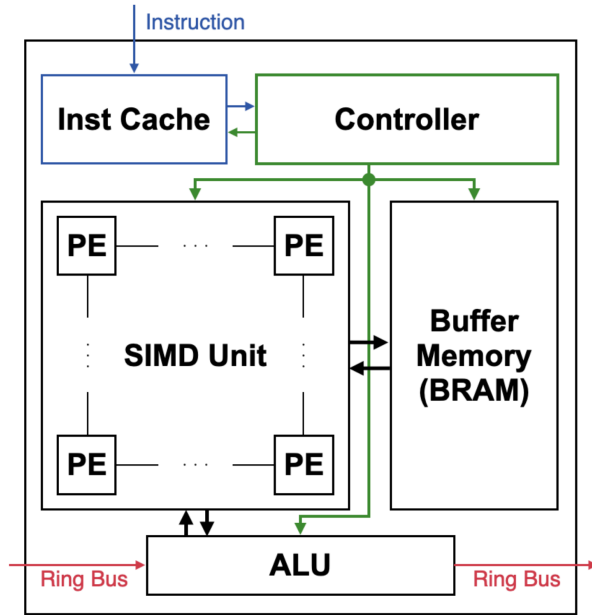 Instruction
Inst Cache
Controller
PE
· · ·
PE
SIMD Unit
Buffer
Memory
(BRAM)
PE
· · ·
PE
Ring Bus
ALU
Ring Bus